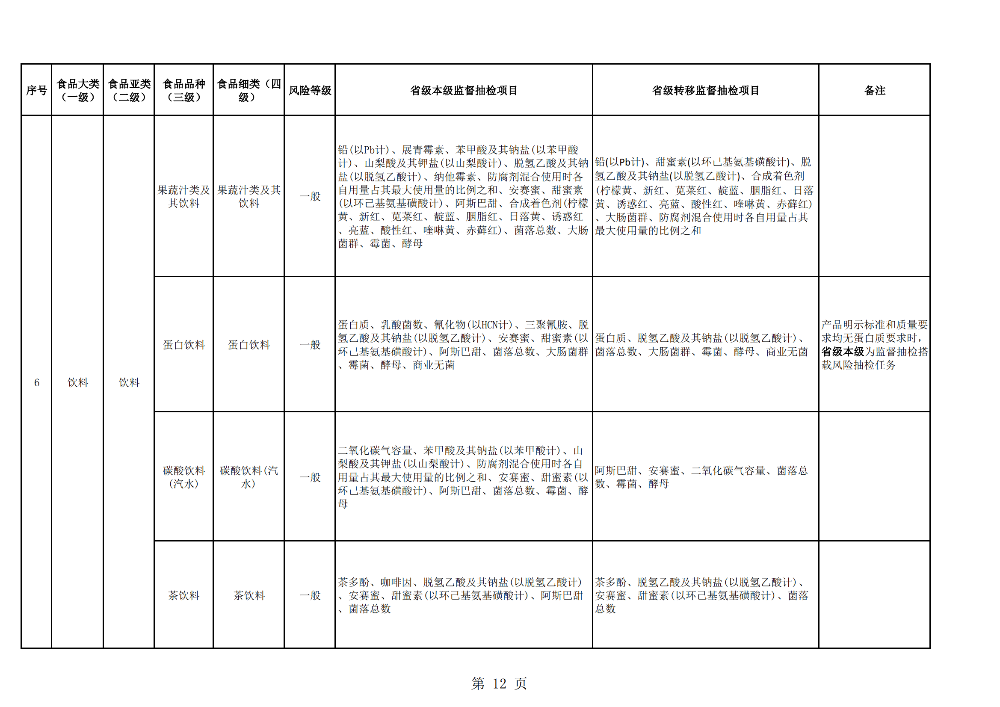 序号
食品大类
（一级）
食品亚类
（二级）
食品品种
（三级）
食品细类（四
级）
风险等级
省级本级监督抽检项目
省级转移监督抽检项目
备注
6
饮料
饮料
果蔬汁类及
其饮料
果蔬汁类及其
饮料
一般
铅(以Pb计)、展青霉素、苯甲酸及其钠盐(以苯甲酸
计)、山梨酸及其钾盐(以山梨酸计)、脱氢乙酸及其钠
盐(以脱氢乙酸计)、纳他霉素、防腐剂混合使用时各
自用量占其最大使用量的比例之和、安赛蜜、甜蜜素
(以环己基氨基磺酸计)、阿斯巴甜、合成着色剂(柠檬
黄、新红、苋菜红、靛蓝、胭脂红、日落黄、诱惑红
、亮蓝、酸性红、喹啉黄、赤藓红)、菌落总数、大肠
菌群、霉菌、酵母
铅(以Pb计)、甜蜜素(以环己基氨基磺酸计)、脱
氢乙酸及其钠盐(以脱氢乙酸计)、合成着色剂
(柠檬黄、新红、苋菜红、靛蓝、胭脂红、日落
黄、诱惑红、亮蓝、酸性红、喹啉黄、赤藓红)
、大肠菌群、防腐剂混合使用时各自用量占其
最大使用量的比例之和
蛋白饮料
蛋白饮料
一般
蛋白质、乳酸菌数、氰化物(以HCN计)、三聚氰胺、脱
氢乙酸及其钠盐(以脱氢乙酸计)、安赛蜜、甜蜜素(以
环己基氨基磺酸计)、阿斯巴甜、菌落总数、大肠菌群
、霉菌、酵母、商业无菌
蛋白质、脱氢乙酸及其钠盐(以脱氢乙酸计)、
菌落总数、大肠菌群、霉菌、酵母、商业无菌
产品明示标准和质量要
求均无蛋白质要求时，
省级本级为监督抽检搭
载风险抽检任务
碳酸饮料
(汽水)
碳酸饮料(汽
水)
一般
二氧化碳气容量、苯甲酸及其钠盐(以苯甲酸计)、山
梨酸及其钾盐(以山梨酸计)、防腐剂混合使用时各自
用量占其最大使用量的比例之和、安赛蜜、甜蜜素(以
环己基氨基磺酸计)、阿斯巴甜、菌落总数、霉菌、酵
母
阿斯巴甜、安赛蜜、二氧化碳气容量、菌落总
数、霉菌、酵母
茶饮料
茶饮料
一般
茶多酚、咖啡因、脱氢乙酸及其钠盐(以脱氢乙酸计)
、安赛蜜、甜蜜素(以环己基氨基磺酸计)、阿斯巴甜
、菌落总数
茶多酚、脱氢乙酸及其钠盐(以脱氢乙酸计)、
安赛蜜、甜蜜素(以环己基氨基磺酸计)、菌落
总数
第 12 页